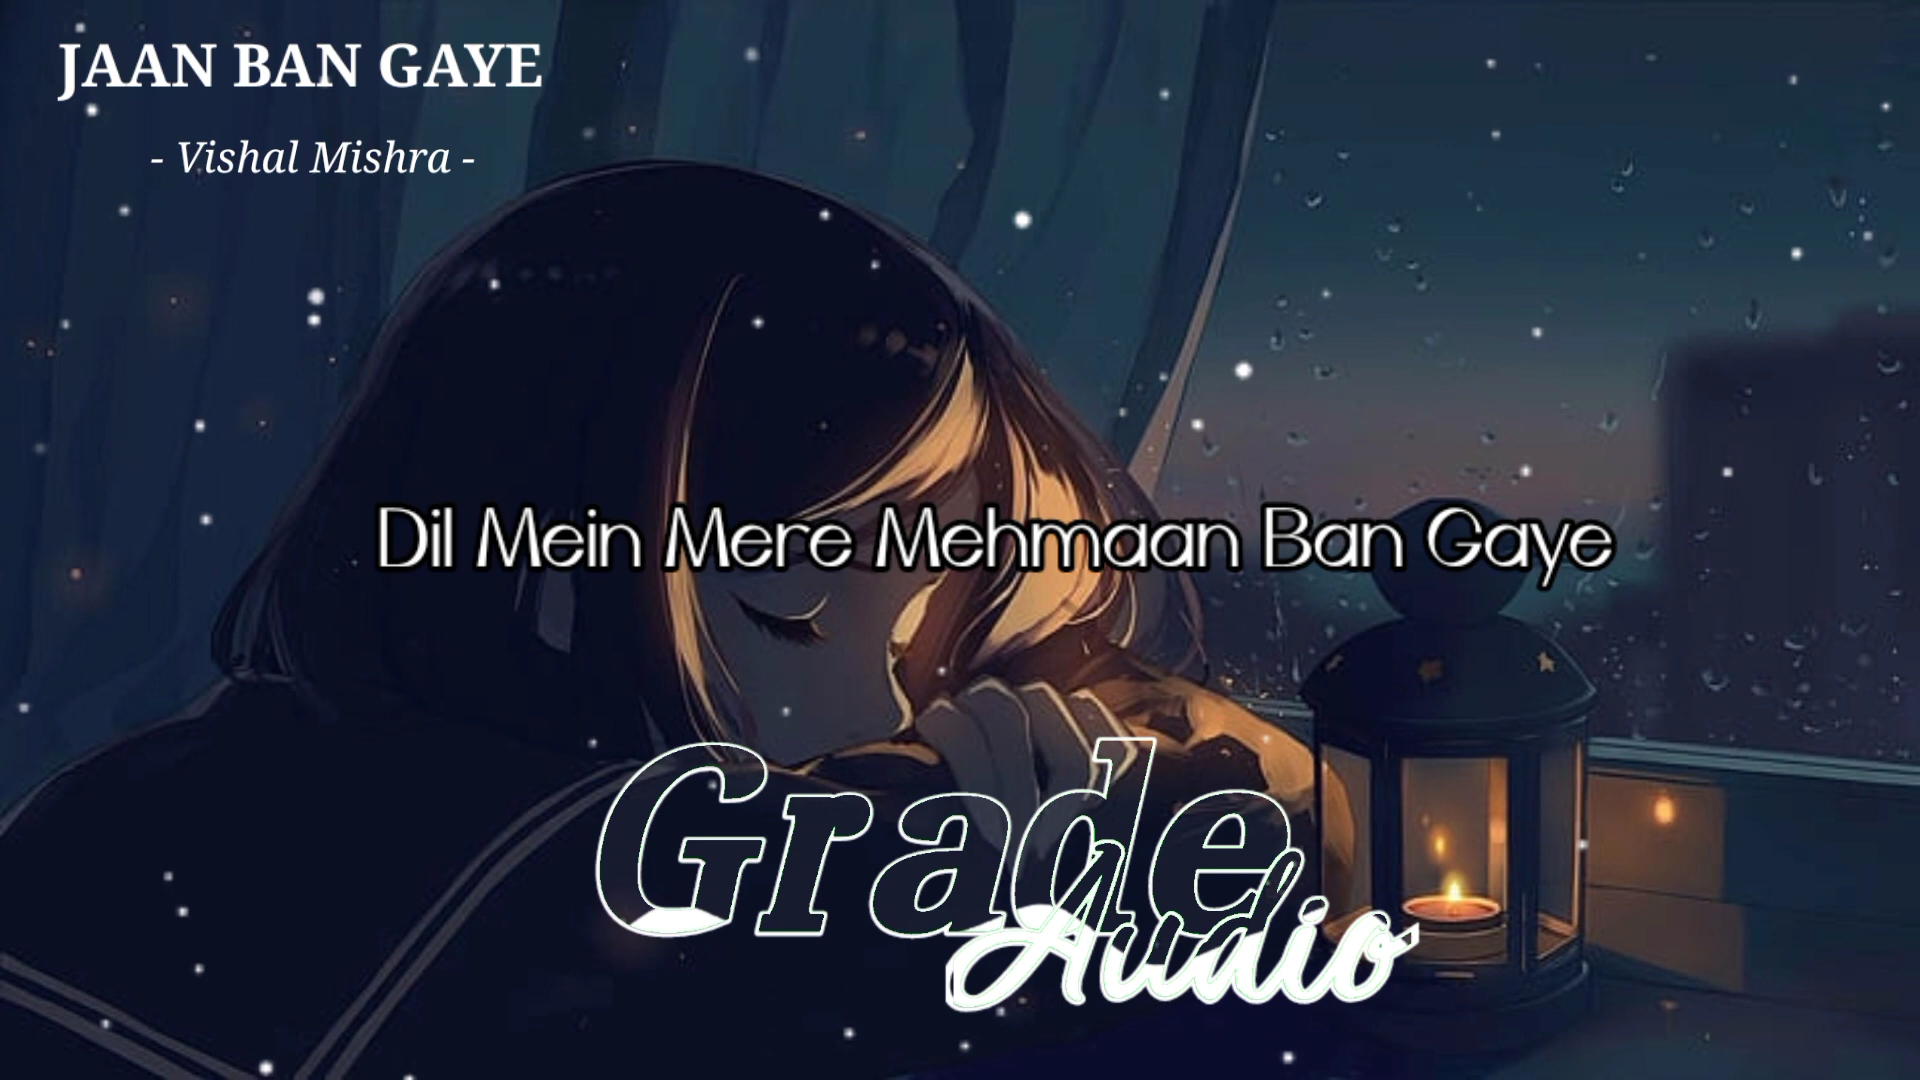 JAAN BAN GAYE
- Vishal Mishra -
Dil Mein Mere Mehmaan Ban Gaye
Grade
Audio